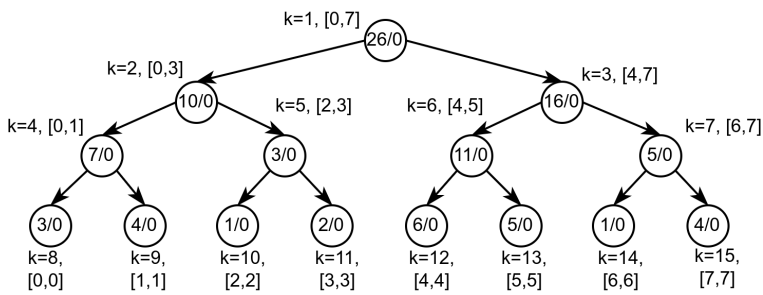 k=1, [0,7]
26/0
k=2, [0,3]
k=3, [4,7]
10/0
16/0
k=4, [0,1]
k=5, [2,3]
k=6, [4,5]
k=7, [6,7]
7/0
3/0
11/0
5/0
3/0
4/0
1/0
2/0
6/0
5/0
1/0
4/0
k=8,
[0,0]
k=9,
[1,1]
k=10,
[2,2]
k=11,
[3,3]
k=12,
[4,4]
k=13,
[5,5]
k=14,
[6,6]
k=15,
[7,7]